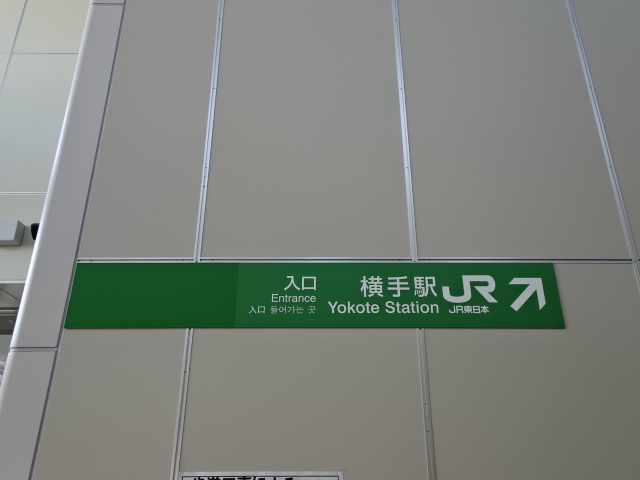 入口
Entrance
入口 들어가는 곳
横手駅
Yokote Station
JR
JR東日本